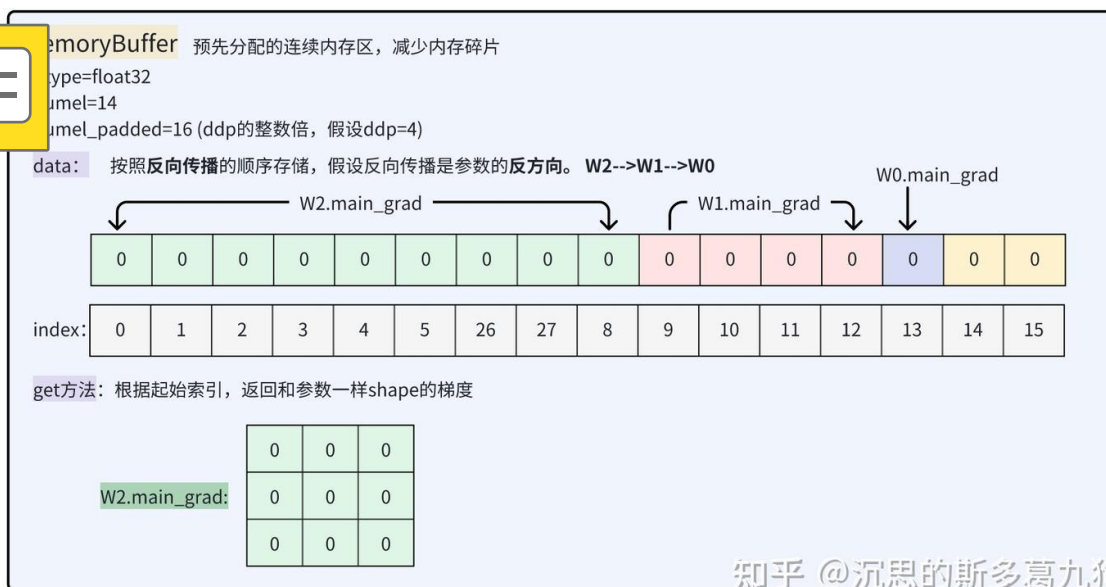 emoryBuffer 预先分配的连续内存区，减少内存碎片
type=float32
umel=14
umel_padded=16 (ddp的整数倍，假设ddp=4)
data： 按照反向传播的顺序存储，假设反向传播是参数的反方向。 W2-->W1-->W0
W0.main_grad
W2.main_grad W1.main_grad
0 0 0 0 0 0 0 0 0 0 0 0 0 0 0 0
index: 0 1 2 3 4 5 26 27 8 9 10 11 12 13 14 15
get方法：根据起始索引，返回和参数一样shape的梯度
0 0 0
W2.main_grad: 0 0 0
0 0 0
知乎 @沉思的斯多葛九